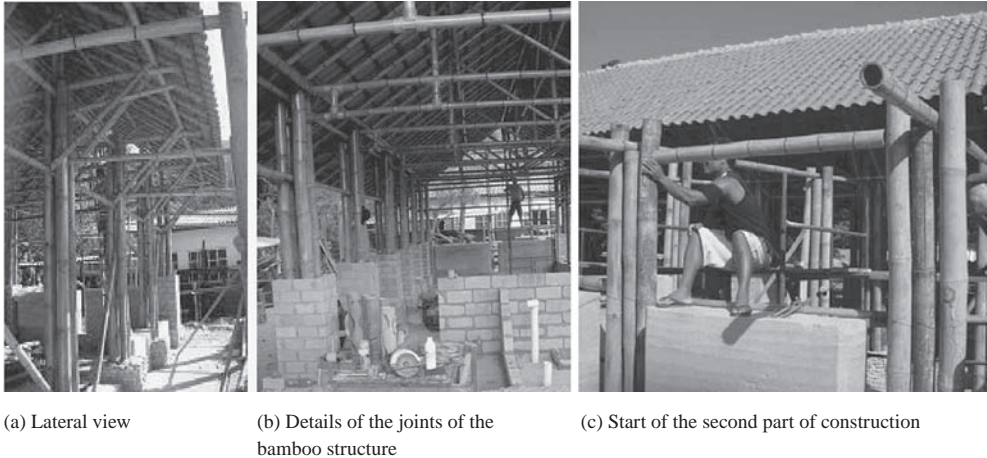 (a) Lateral view
(b) Details of the joints of the
bamboo structure
(c) Start of the second part of construction